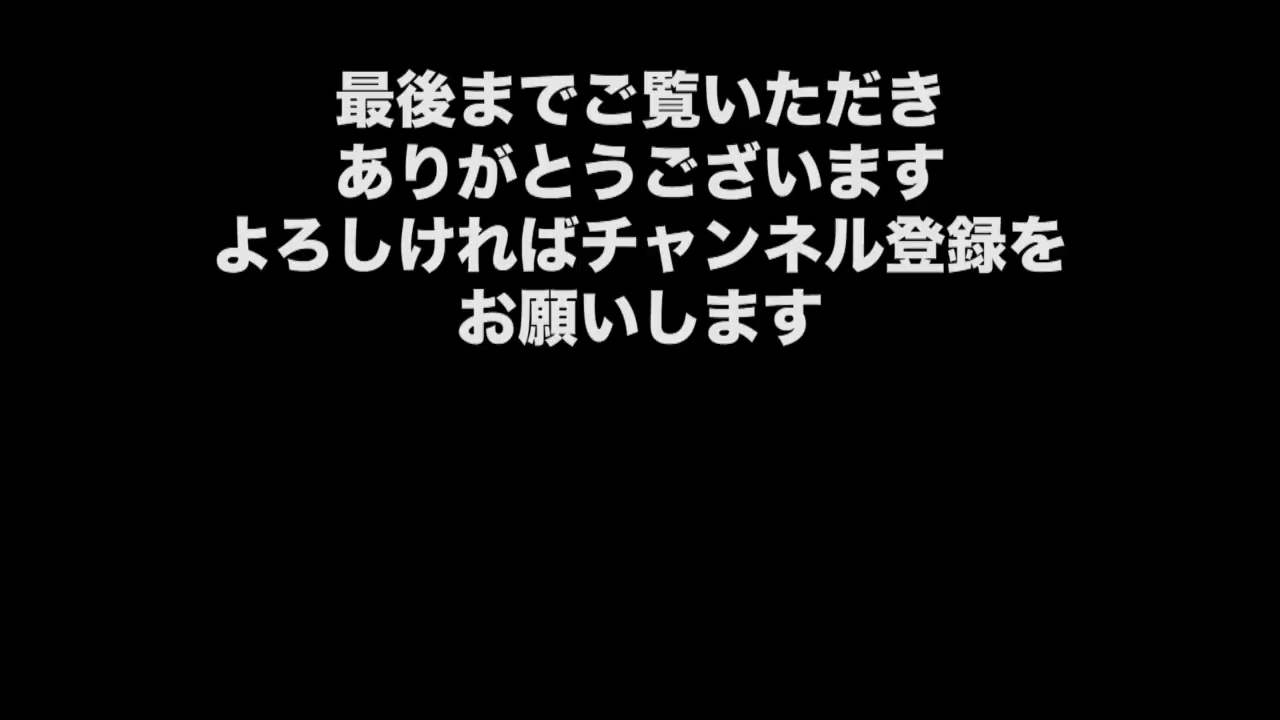 最後までご覧いただき
ありがとうございます
よろしければチャンネル登録を
お願いします